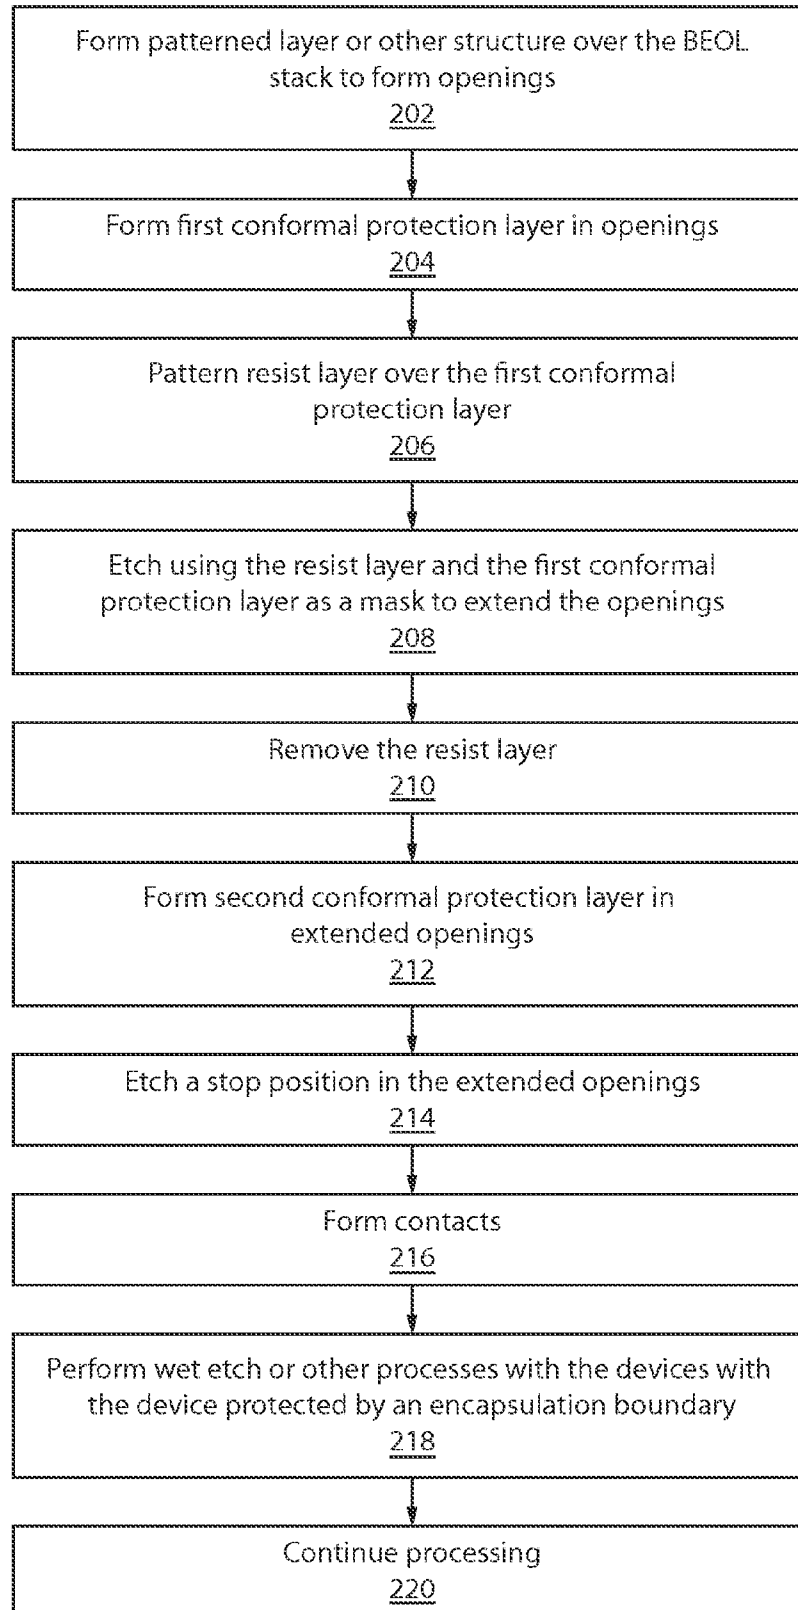 Form patterned layer or other structure over the BEOL
stack to form openings
202
Form first conformal protection layer in openings
204
Pattern resist layer over the first conformal
protection layer
206
Etch using the resist layer and the first conformal
protection layer as a mask to extend the openings
208
Remove the resist layer
210
Form second conformal protection layer in
extended openings
212
Etch a stop position in the extended openings
214
Form contacts
216
Perform wet etch or other processes with the devices with
the device protected by an encapsulation boundary
218
Continue processing
220